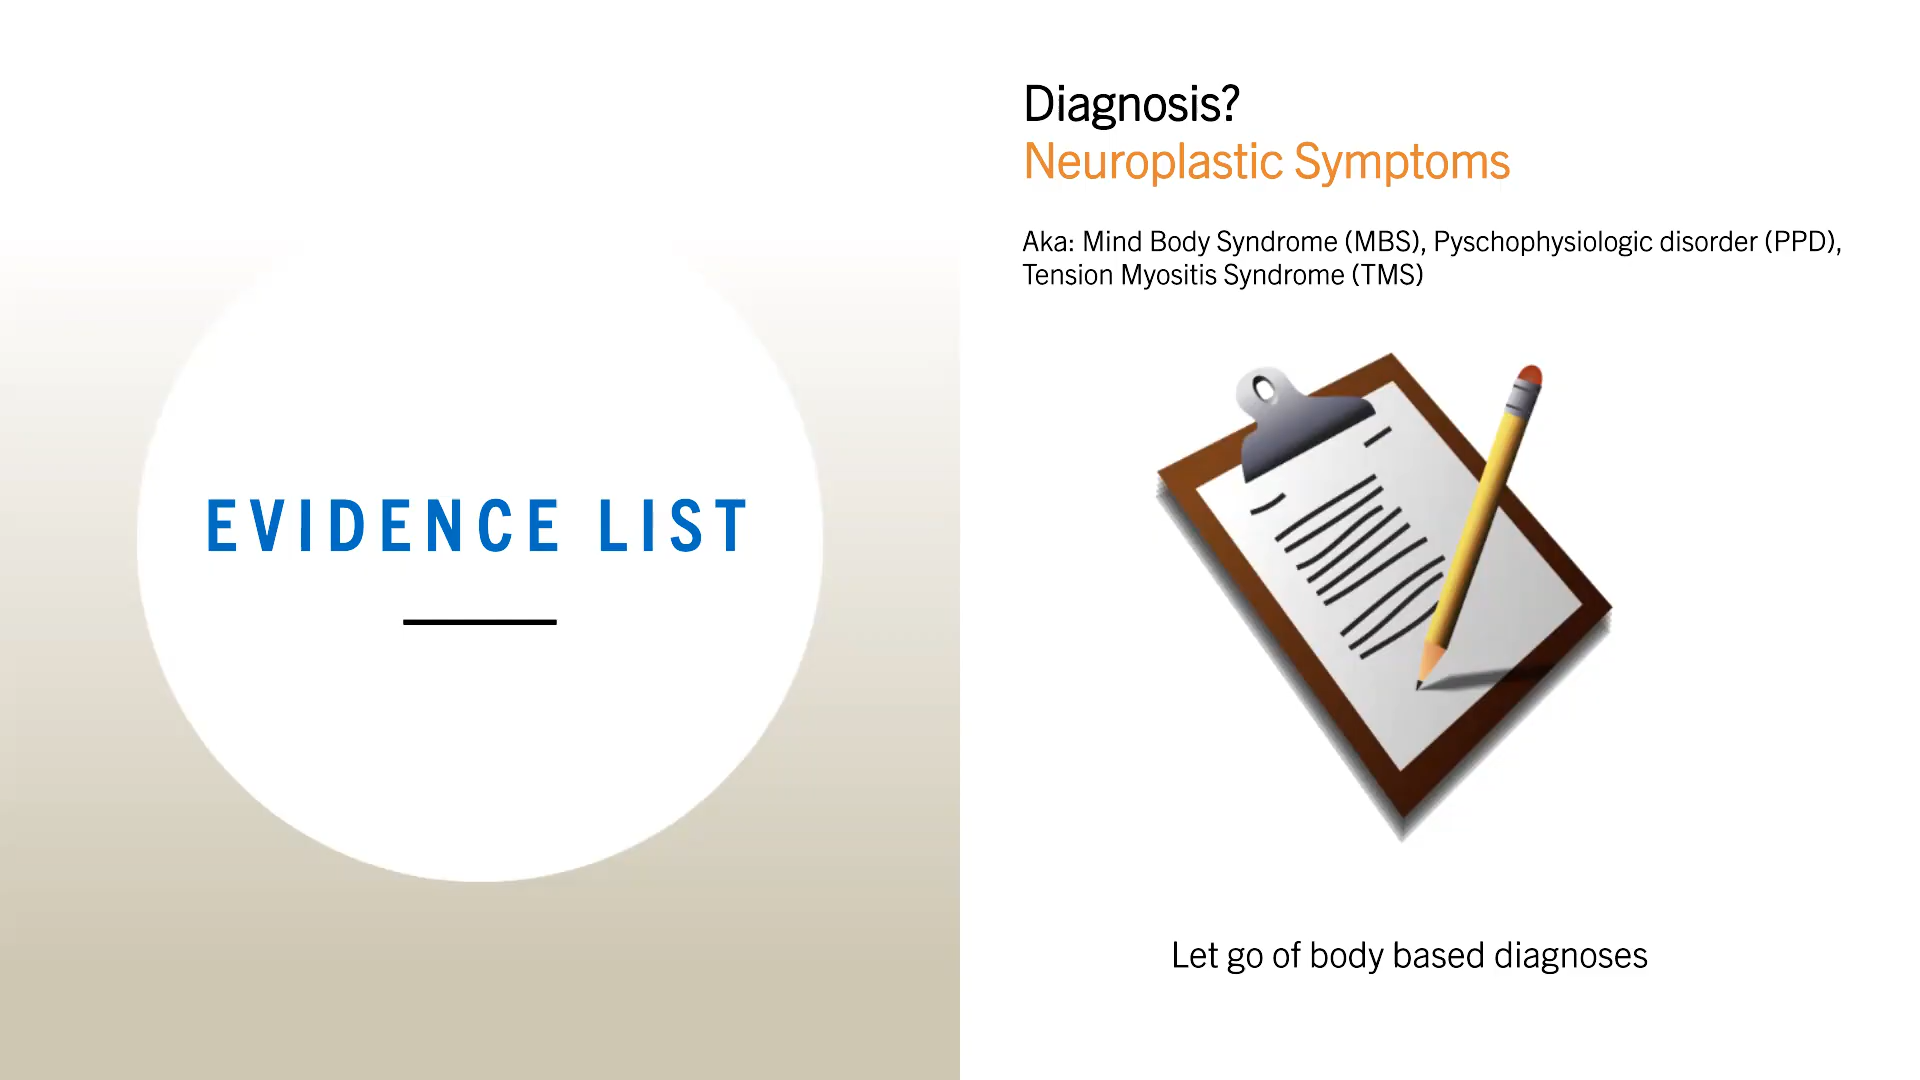 EVIDENCE LIST
Diagnosis?
Neuroplastic Symptoms
Aka: Mind Body Syndrome (MBS), Pyschophysiologic disorder (PPD),
Tension Myositis Syndrome (TMS)
Let go of body based diagnoses